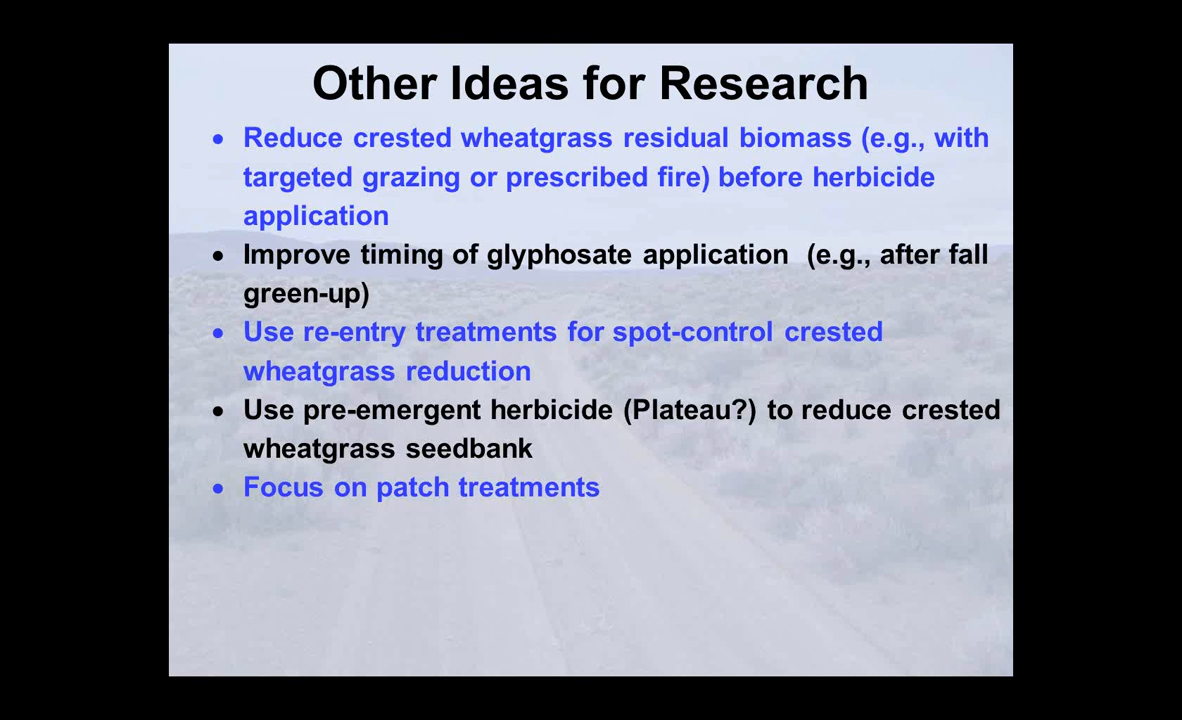 Other Ideas for Research
• Reduce crested wheatgrass residual biomass (e.g., with
targeted grazing or prescribed fire) before herbicide
application
• Improve timing of glyphosate application (e.g., after fall
green-up)
• Use re-entry treatments for spot-control crested
wheatgrass reduction
• Use pre-emergent herbicide (Plateau?) to reduce crested
wheatgrass seedbank
• Focus on patch treatments